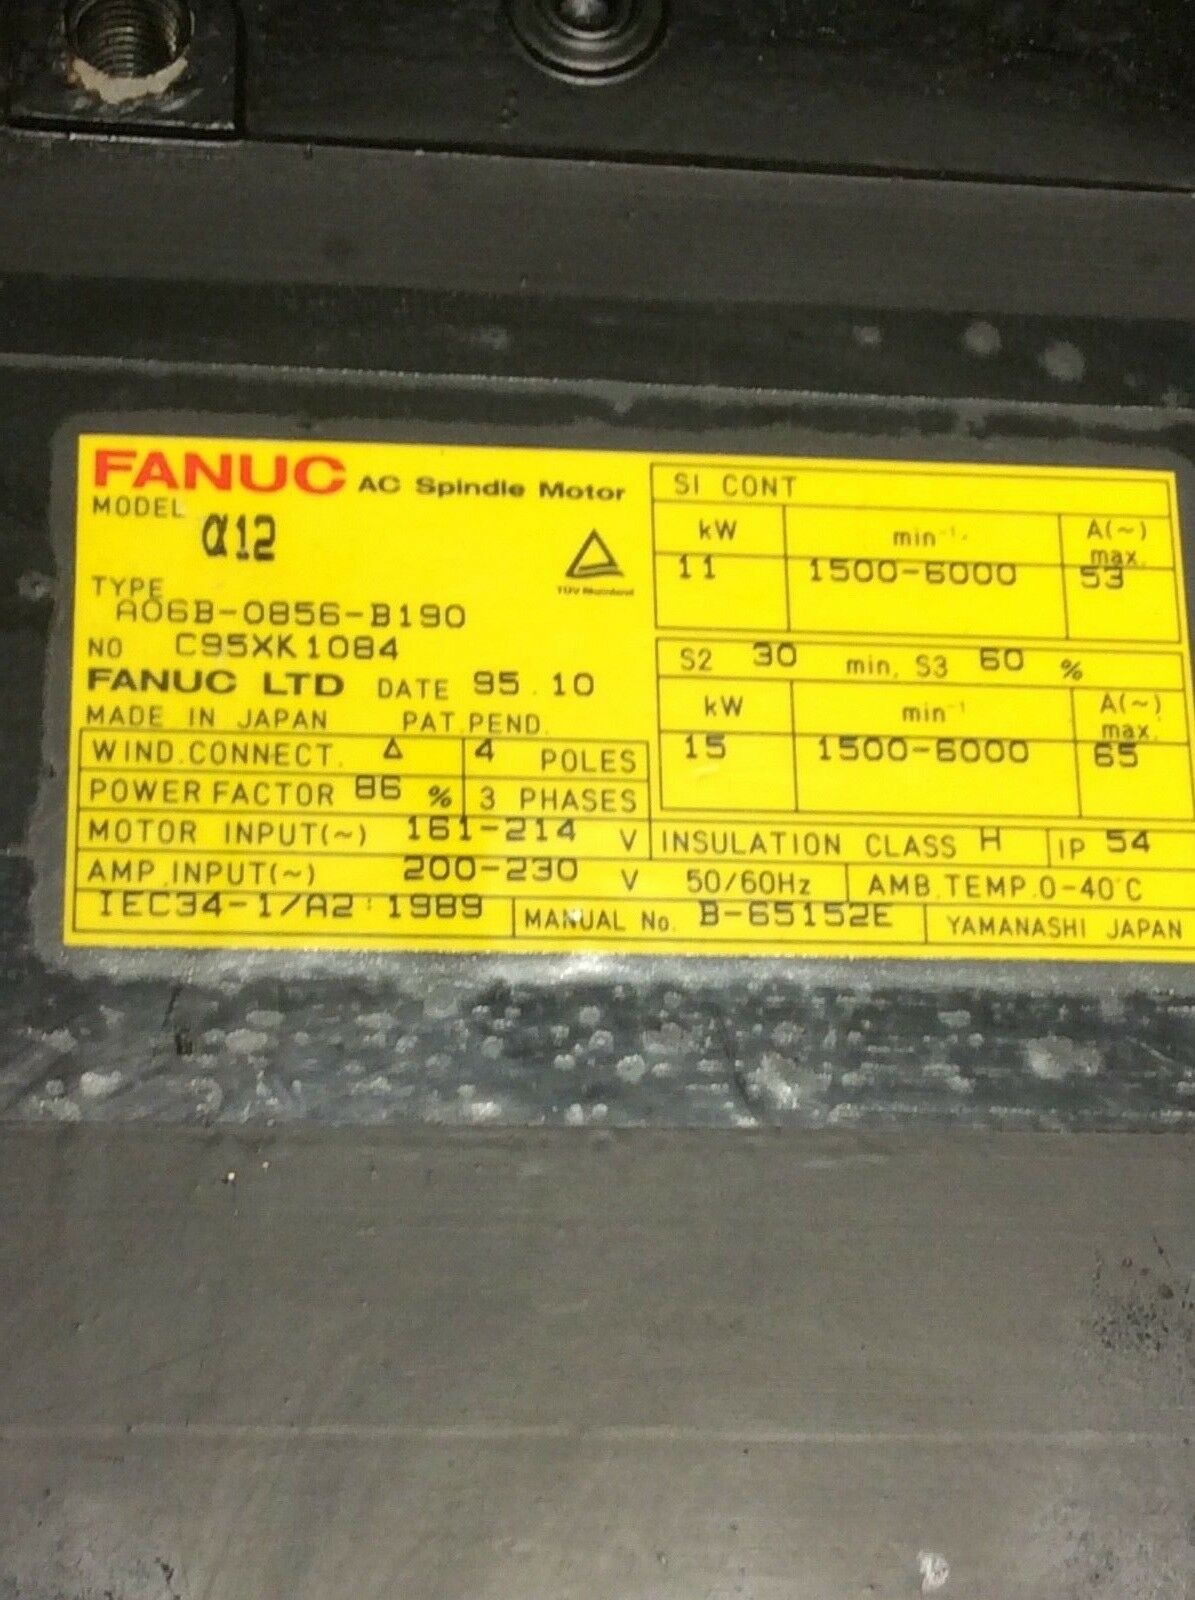 FANUC AC Spindle Motor
MODEL α12
TÜV Rheinland
TYPE A06B-0856-B190
NO C95XK1084
FANUC LTD DATE 95.10
MADE IN JAPAN PAT.PEND.
WIND.CONNECT. Δ 4 POLES
POWER FACTOR 86 % 3 PHASES
S1 CONT
kW min⁻¹ A(~) max.
11 1500-6000 53
S2 30 min, S3 60 %
kW min⁻¹ A(~) max.
15 1500-6000 65
MOTOR INPUT(~) 161-214 V INSULATION CLASS H IP 54
AMP.INPUT(~) 200-230 V 50/60Hz AMB.TEMP.0-40°C
IEC34-1/A2:1989 MANUAL No. B-65152E YAMANASHI JAPAN